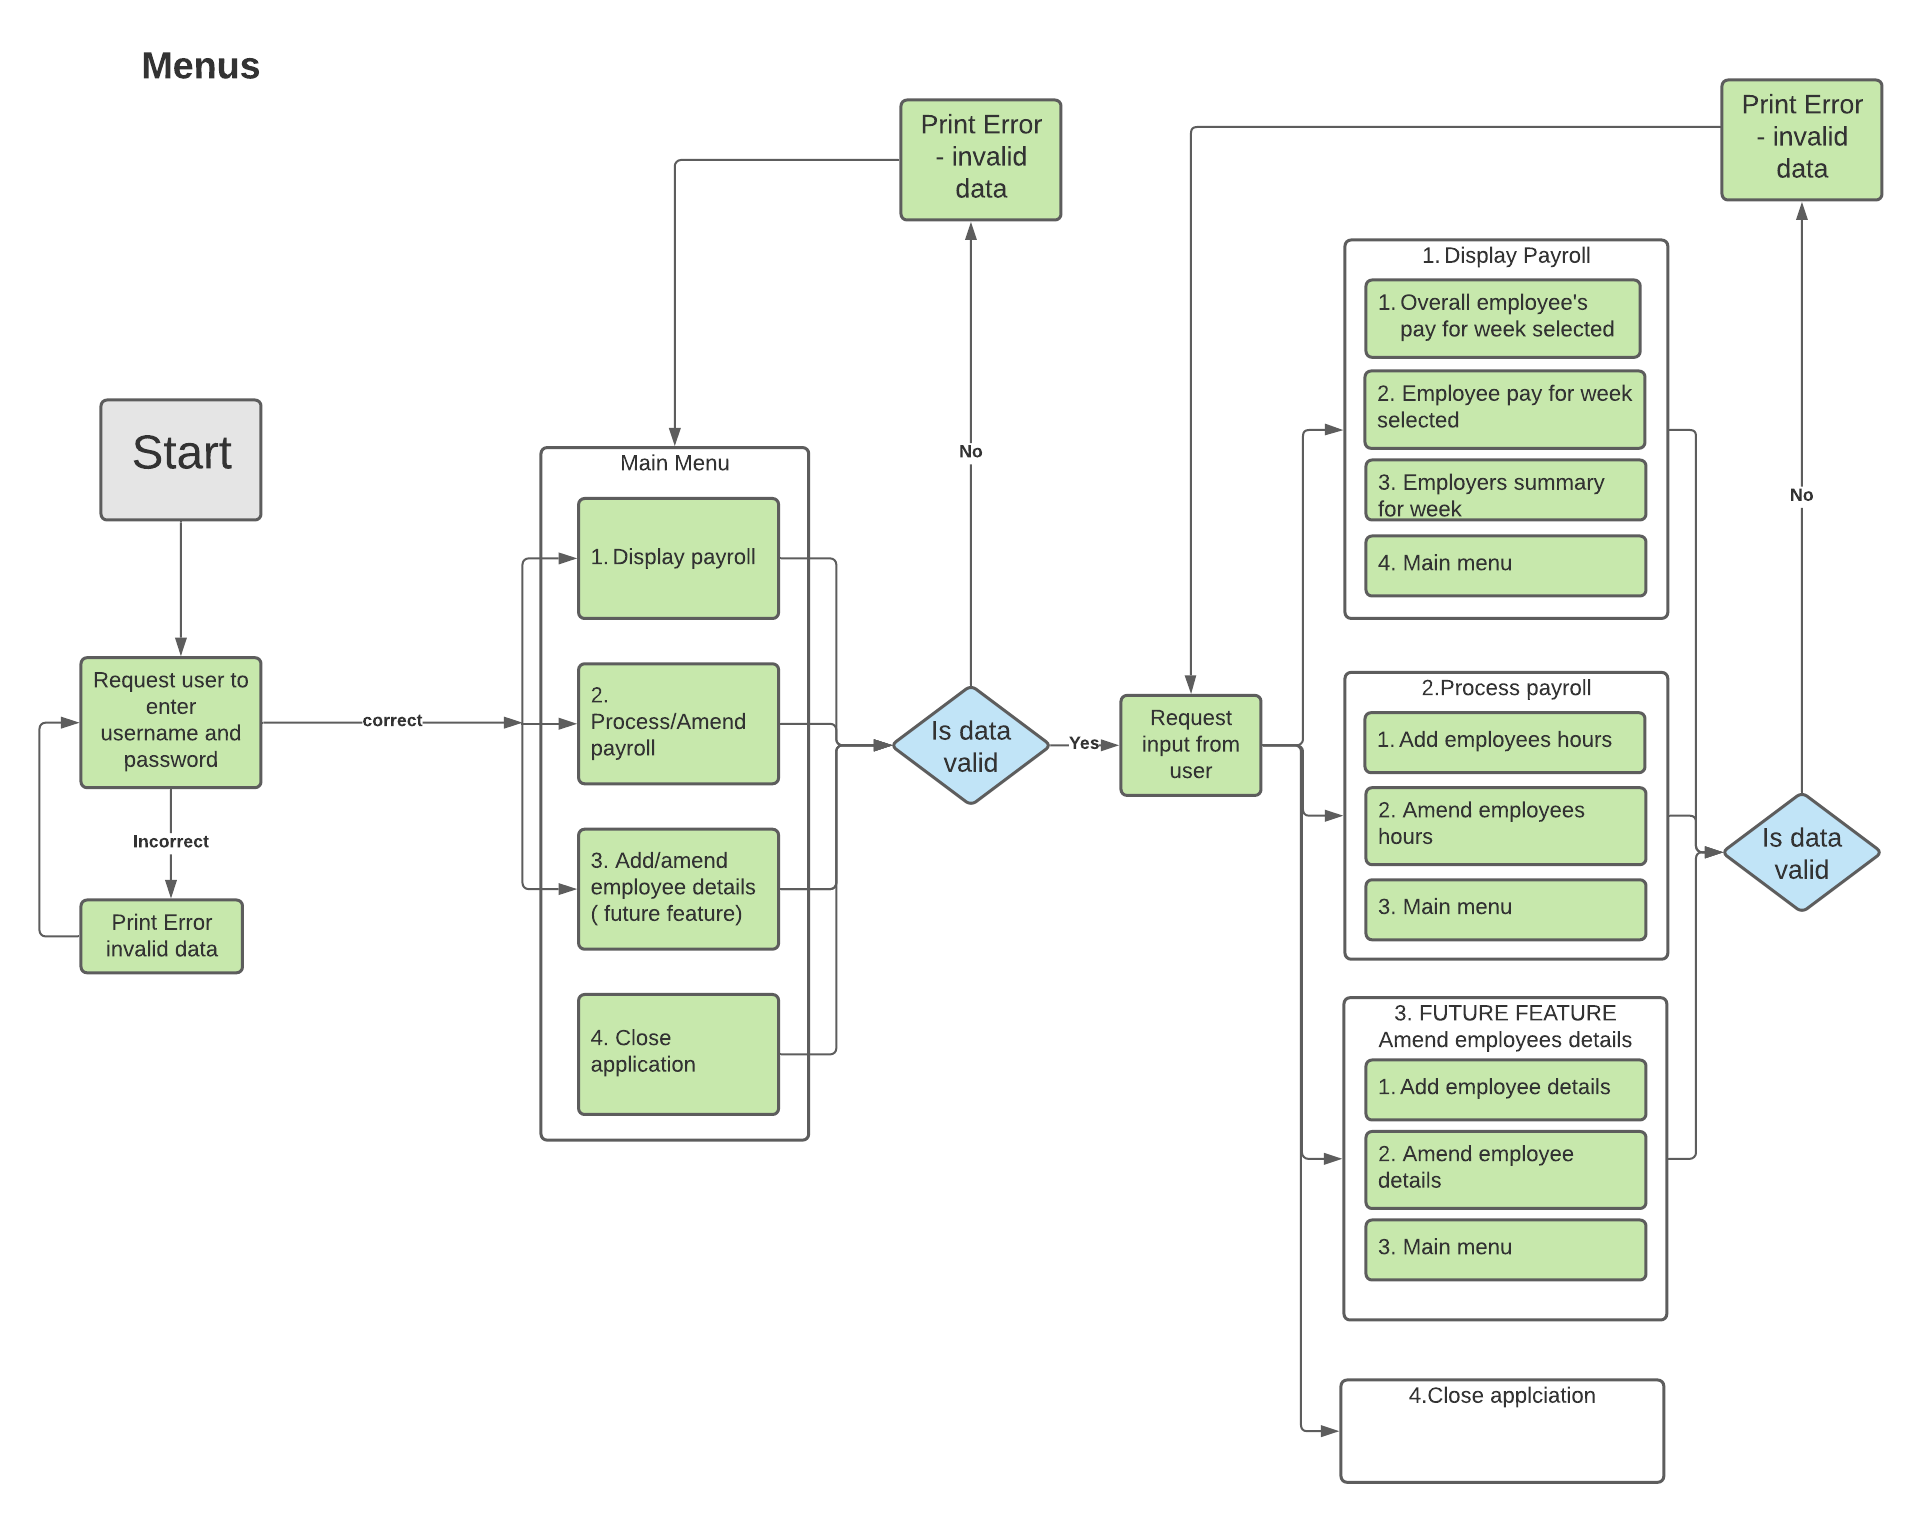 Menus
Start
Request user to
enter
username and
password
correct
Incorrect
Print Error
invalid data
Main Menu
1. Display payroll
2.
Process/Amend
payroll
3. Add/amend
employee details
( future feature)
4. Close
application
Print Error
- invalid
data
No
Is data
valid
Yes
Request
input from
user
1. Display Payroll
1. Overall employee's
pay for week selected
2. Employee pay for week
selected
3. Employers summary
for week
4. Main menu
2.Process payroll
1. Add employees hours
2. Amend employees
hours
3. Main menu
3. FUTURE FEATURE
Amend employees details
1. Add employee details
2. Amend employee
details
3. Main menu
4.Close applciation
Print Error
- invalid
data
No
Is data
valid